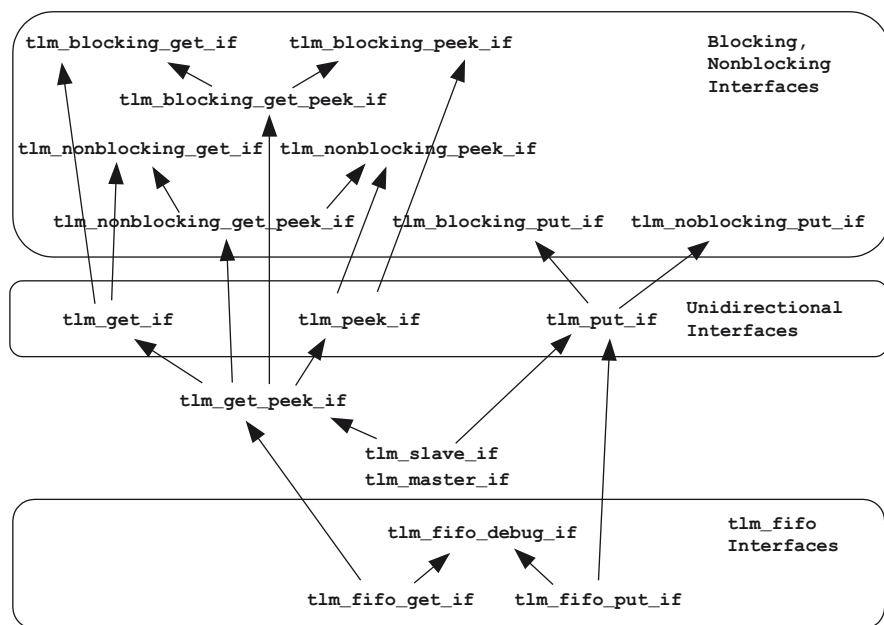 tlm_blocking_get_if tlm_blocking_peek_if
Blocking,
Nonblocking
Interfaces
tlm_blocking_get_peek_if
tlm_nonblocking_get_if tlm_nonblocking_peek_if
tlm_nonblocking_get_peek_if tlm_blocking_put_if tlm_noblocking_put_if
Unidirectional
Interfaces
tlm_get_if tlm_peek_if tlm_put_if
tlm_get_peek_if
tlm_slave_if
tlm_master_if
tlm_fifo
Interfaces
tlm_fifo_debug_if
tlm_fifo_get_if tlm_fifo_put_if